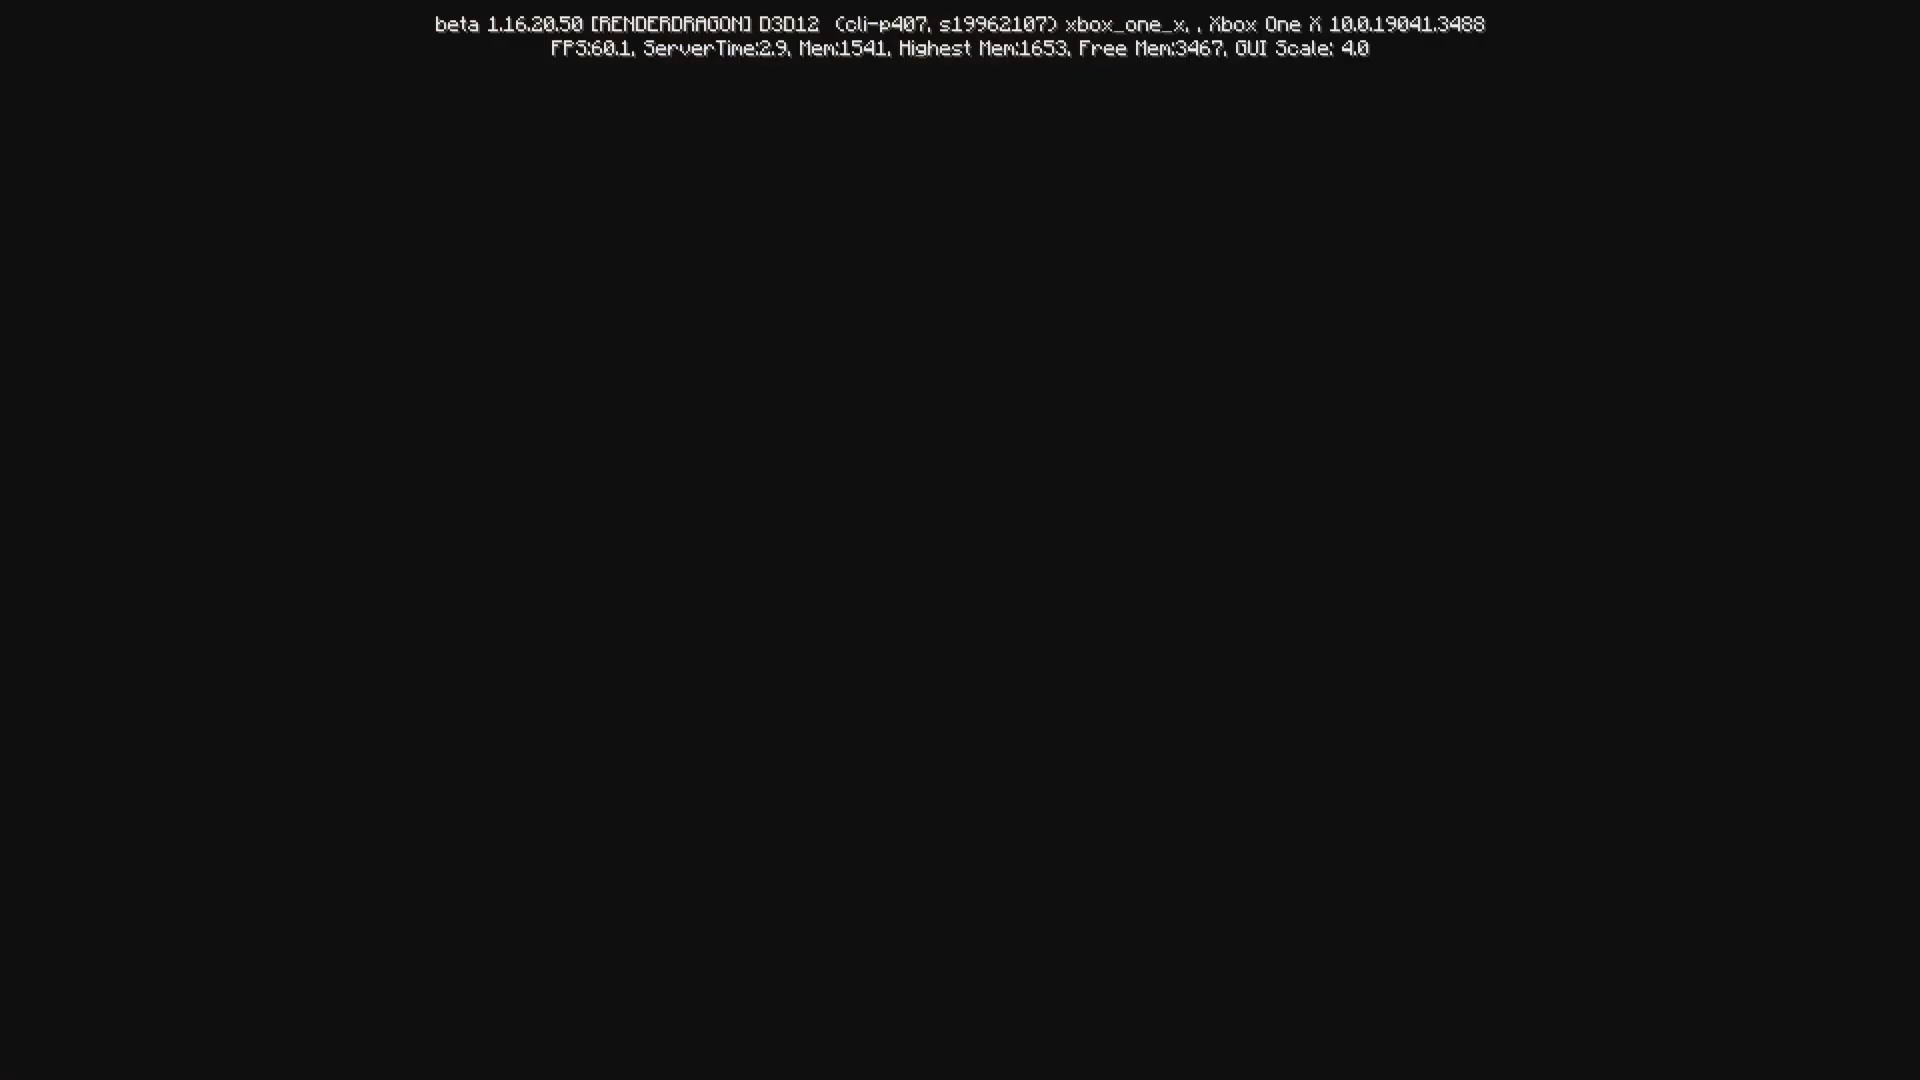 beta 1.16.20.50 [RENDERDRAGON] D3D12  (cli-p407, s19962107) xbox_one_x, , Xbox One X 10.0.19041.3488
FPS:60.1, ServerTime:2.9, Mem:1541, Highest Mem:1653, Free Mem:3467, GUI Scale: 4.0